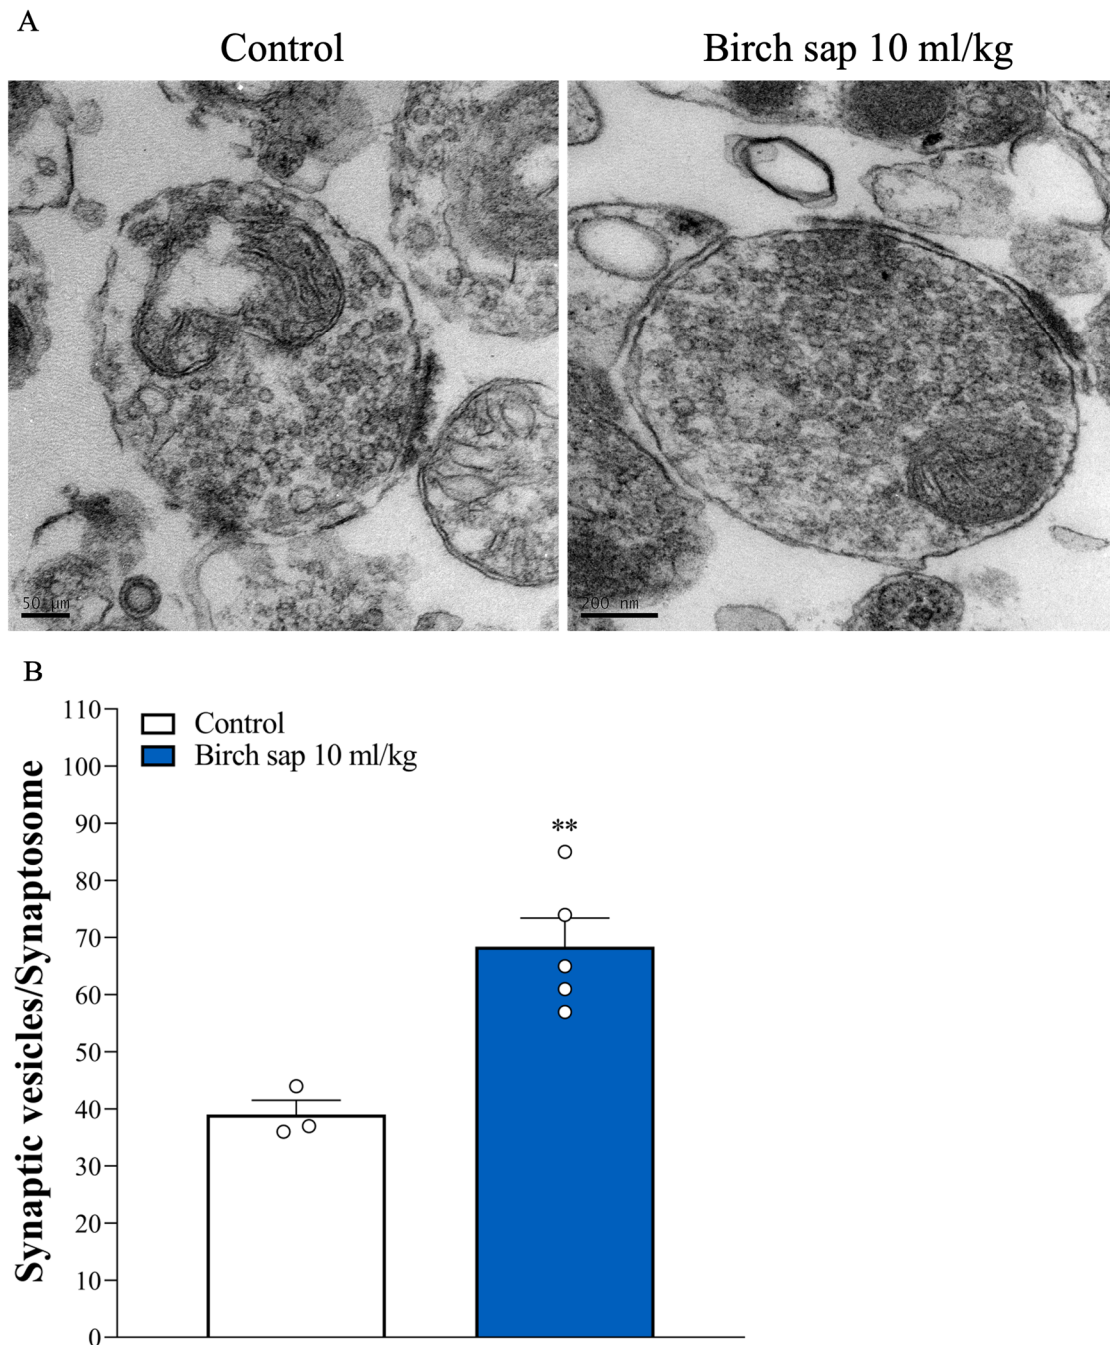 A
Control
Birch sap 10 ml/kg
50 µm
200 nm
B
Synaptic vesicles/Synaptosome
110
100
90
80
70
60
50
40
30
20
10
0
Control
Birch sap 10 ml/kg
**